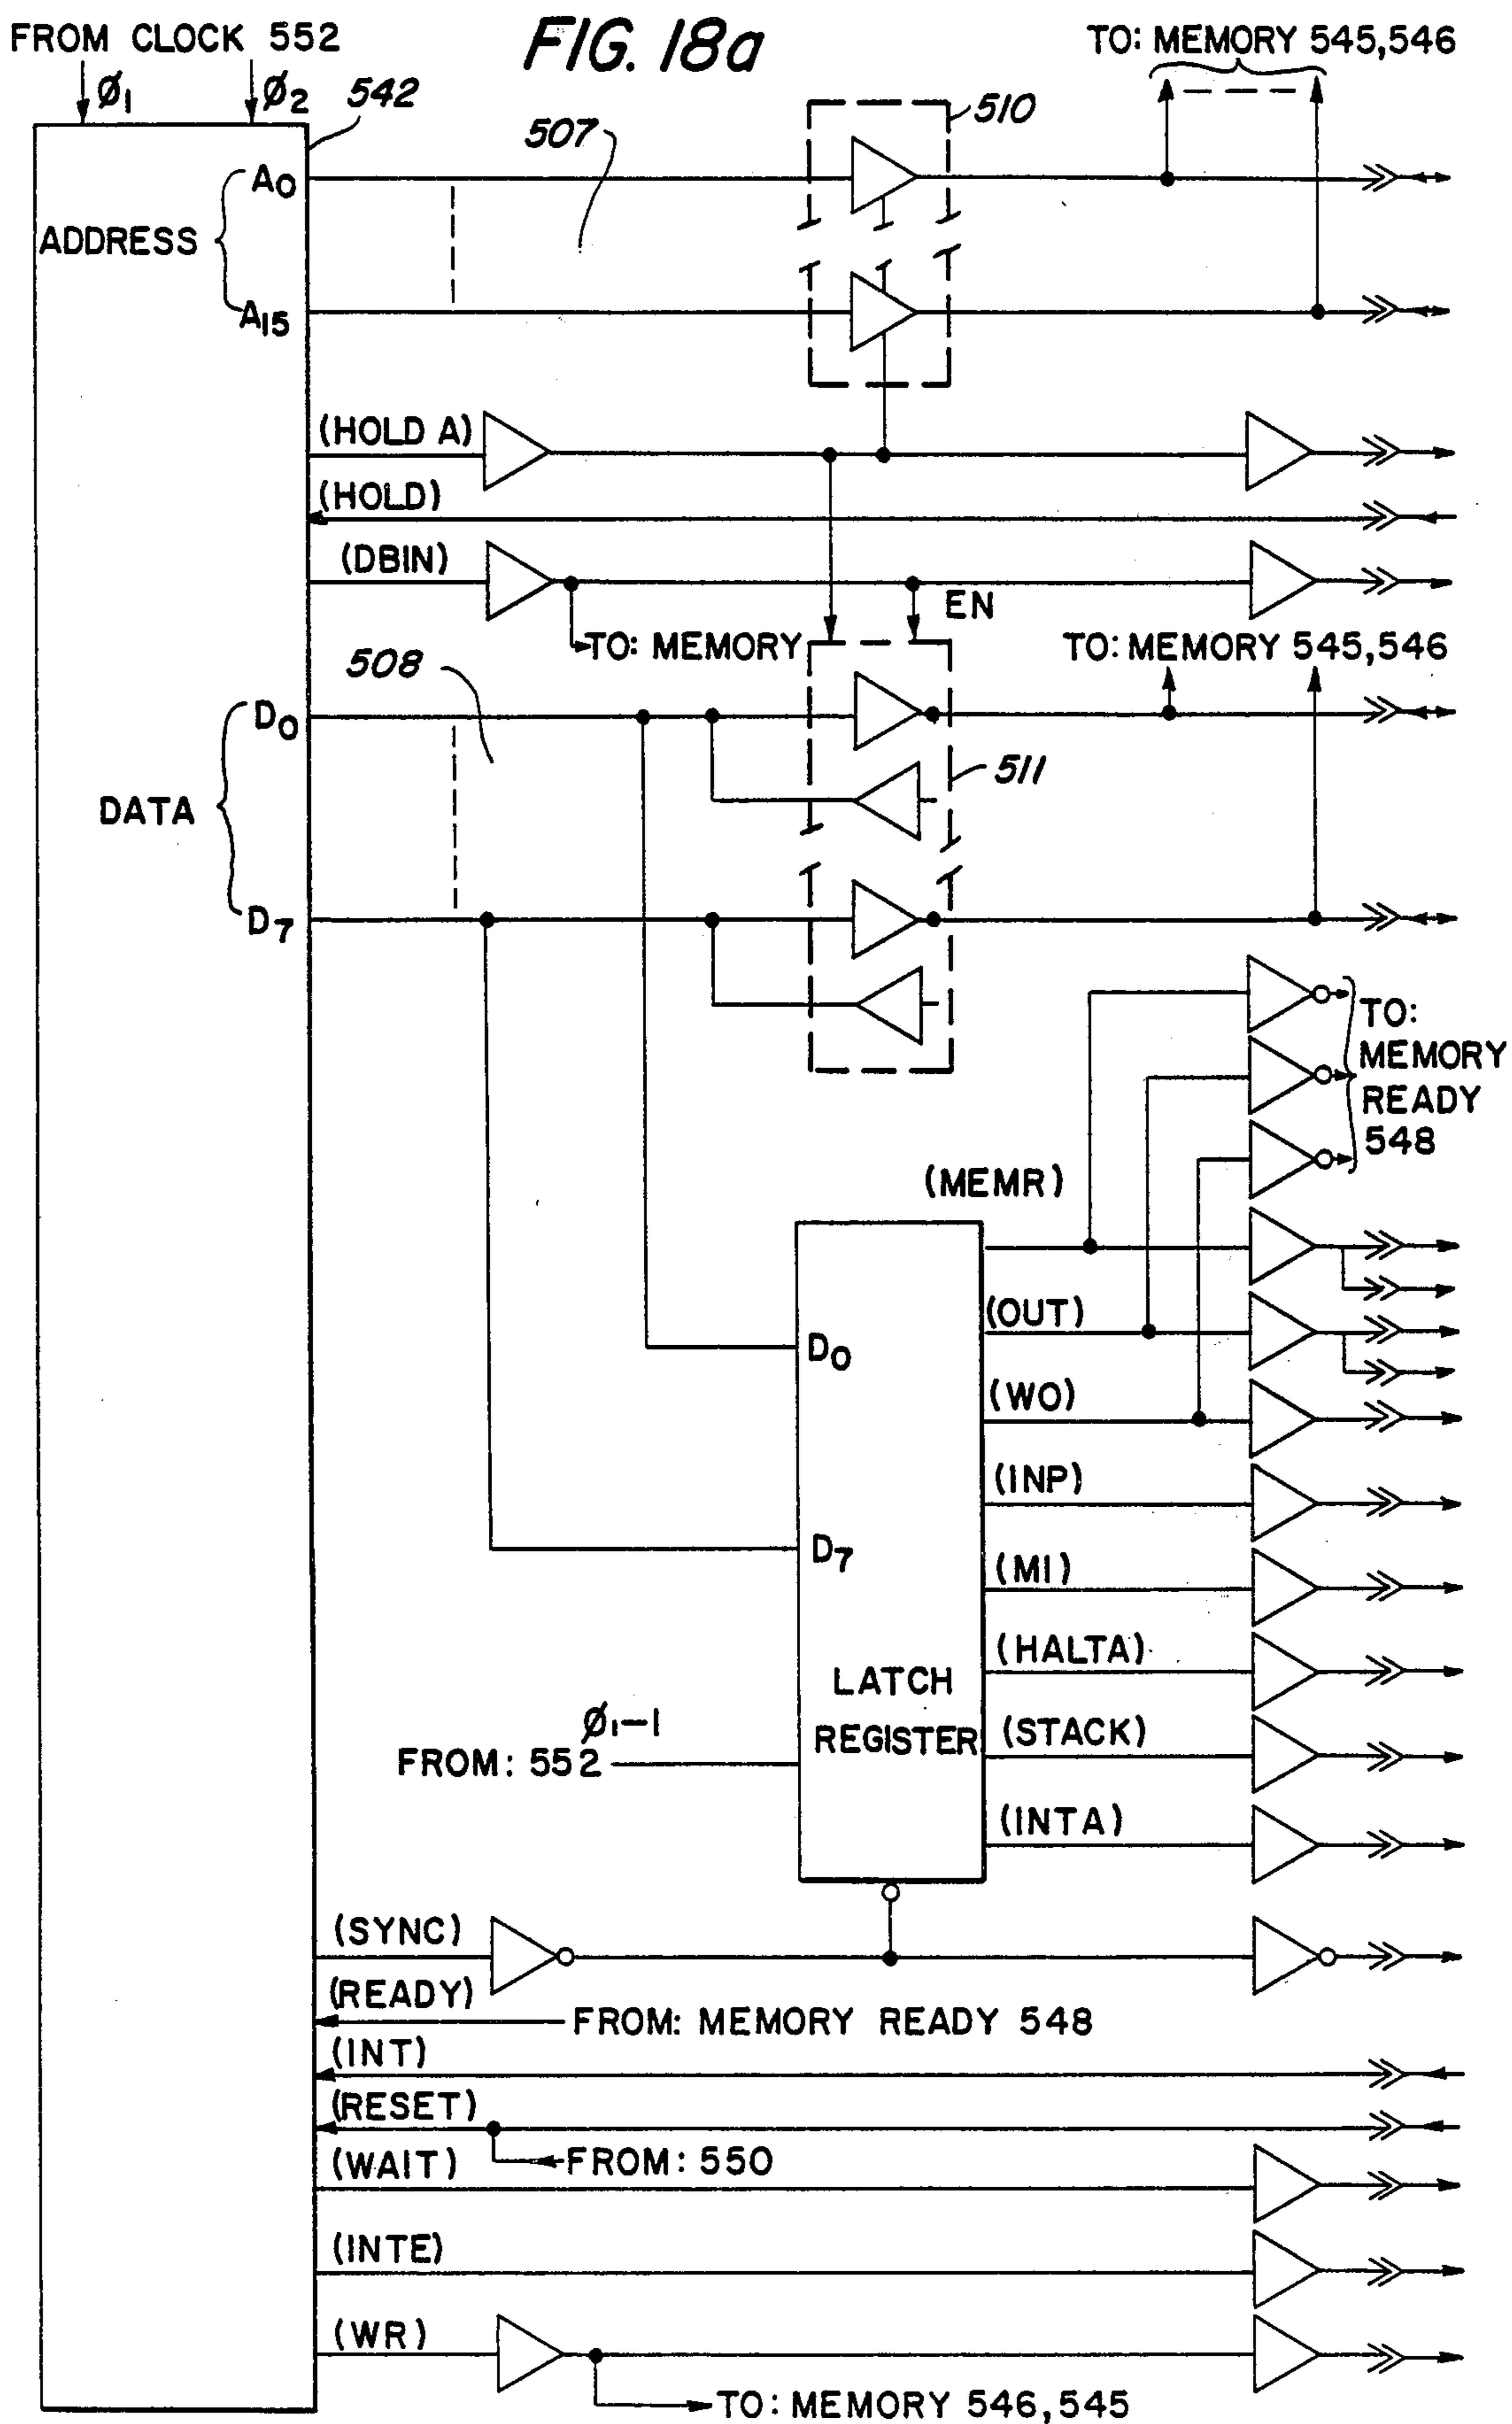 FROM CLOCK 552
FIG. 18a
TO: MEMORY 545,546
Ø1
Ø2
542
507
510
A0
ADDRESS
A15
(HOLD A)
(HOLD)
(DBIN)
EN
TO: MEMORY
TO: MEMORY 545,546
508
D0
511
DATA
D7
TO:
MEMORY
READY
548
(MEMR)
(OUT)
D0
(WO)
(INP)
D7
(MI)
(HALTA)
LATCH
REGISTER
Ø1-1
(STACK)
FROM: 552
(INTA)
(SYNC)
(READY)
FROM: MEMORY READY 548
(INT)
(RESET)
FROM: 550
(WAIT)
(INTE)
(WR)
TO: MEMORY 546,545